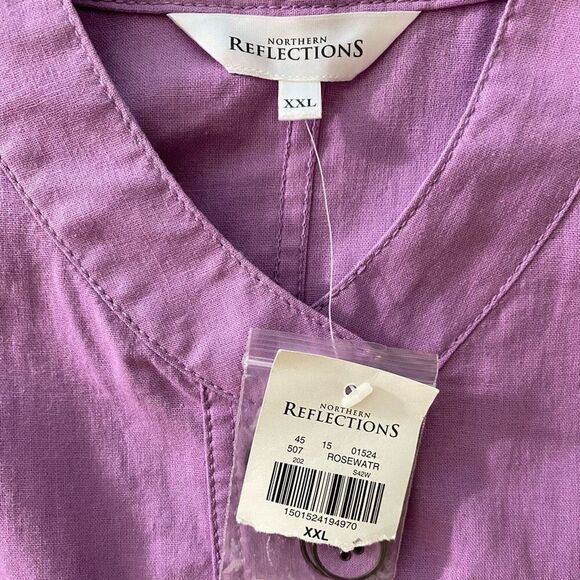 NORTHERN
REFLECTIONS
XXL
NORTHERN
REFLECTIONS
45 15 01524
507 ROSEWATR
202 S42W
1501524194970
XXL